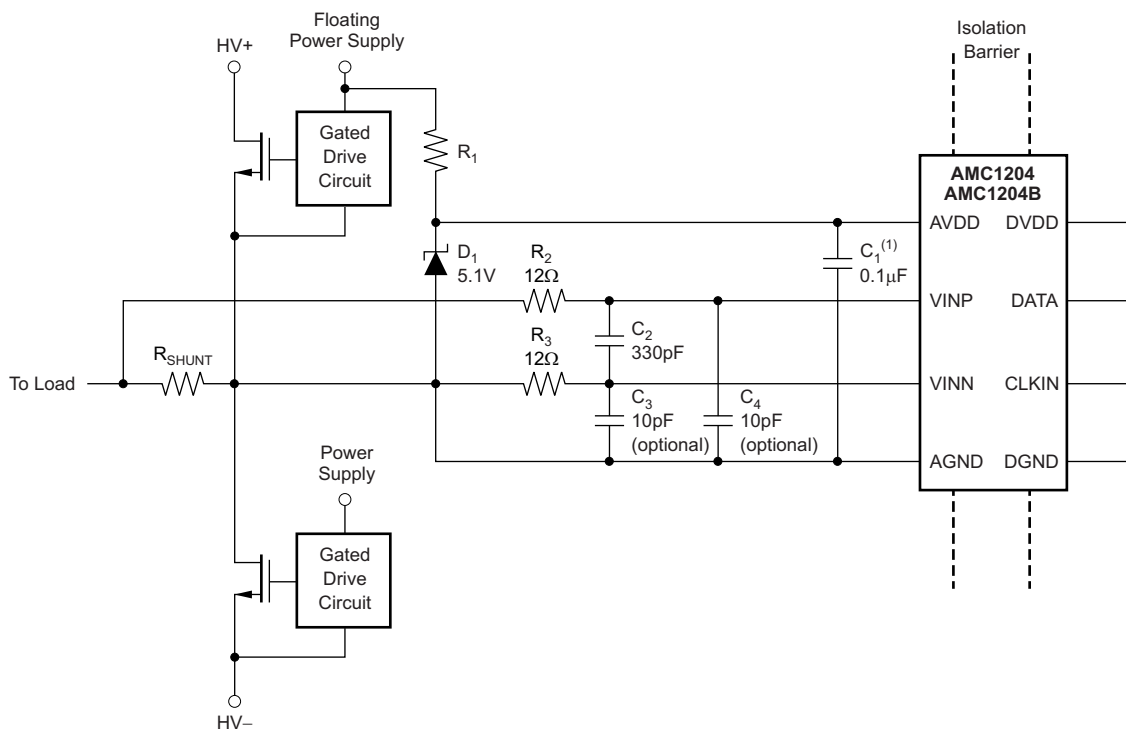 Floating
Power Supply
HV+
Isolation
Barrier
Gated
Drive
Circuit
R1
AMC1204
AMC1204B
AVDD
DVDD
D1
5.1V
C1(1)
0.1μF
R2
12Ω
VINP
DATA
C2
330pF
R3
12Ω
RSHUNT
To Load
VINN
CLKIN
C3
10pF
(optional)
C4
10pF
(optional)
AGND
DGND
Power
Supply
Gated
Drive
Circuit
HV−